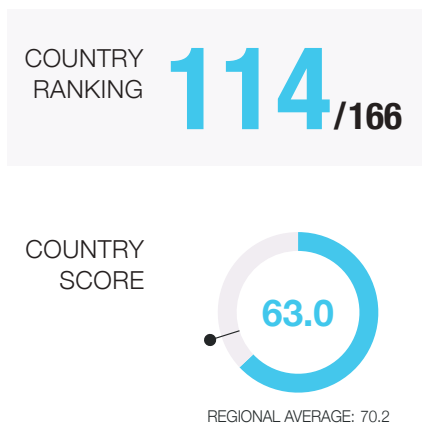 COUNTRY
RANKING
114/166
COUNTRY
SCORE
63.0
REGIONAL AVERAGE: 70.2